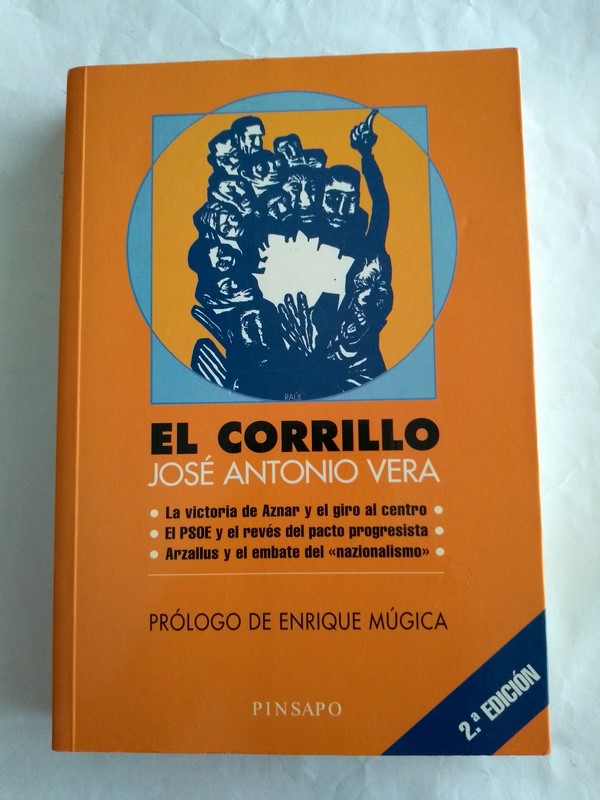 RAÚL
EL CORRILLO
JOSÉ ANTONIO VERA
• La victoria de Aznar y el giro al centro •
• El PSOE y el revés del pacto progresista •
• Arzallus y el embate del «nazionalismo» •
PRÓLOGO DE ENRIQUE MÚGICA
2.ª EDICIÓN
PINSAPO